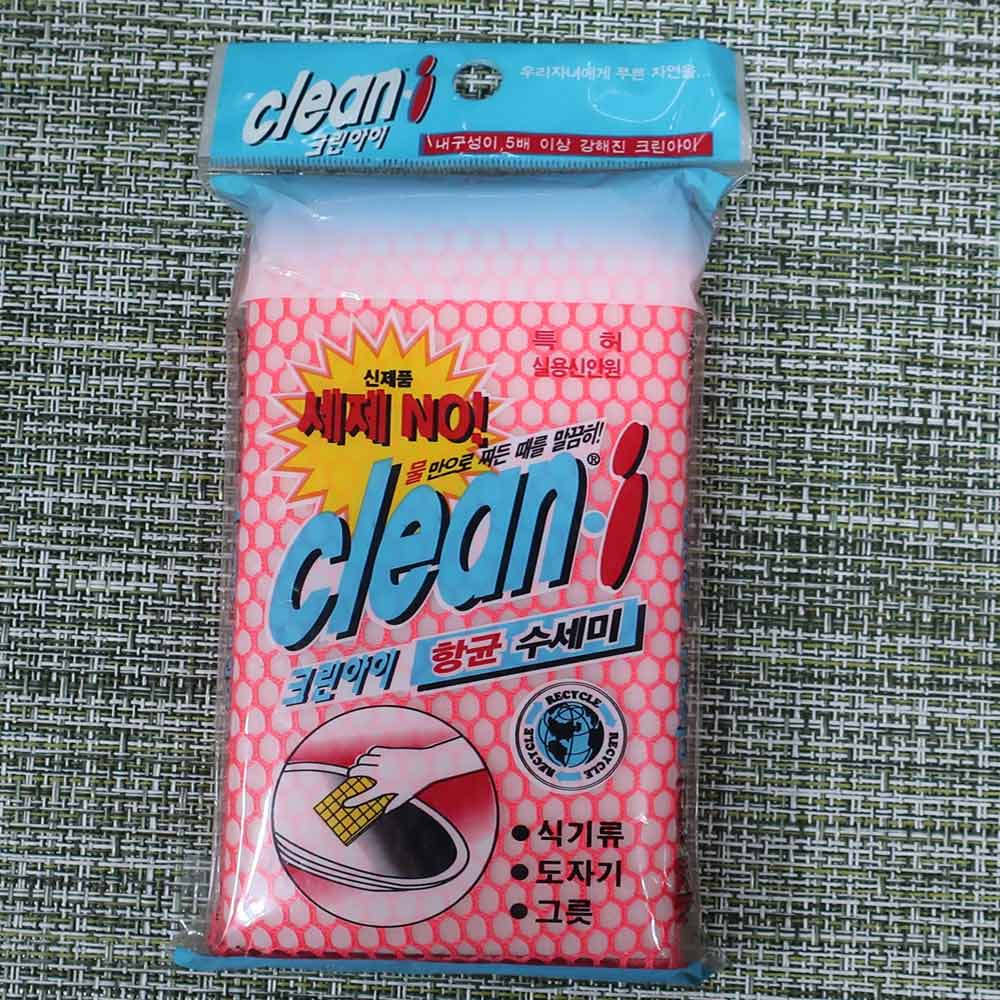 clean·i
우리자녀에게 푸른 자연을...
크린아이
내구성이 5배 이상 강해진 크린아이
특 허
실용신안원
신제품
세제 NO!
물만으로 찌든 때를 말끔히!
clean·i®
크린아이 항균 수세미
RECYCLE
RECYCLE
RECYCLE
•식기류
•도자기
•그릇